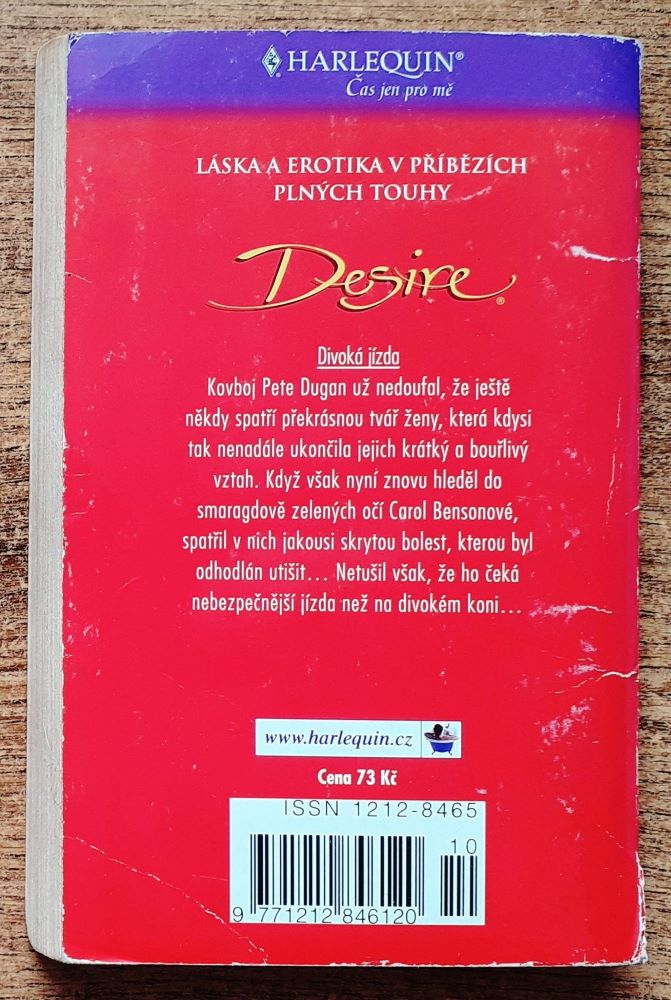 HARLEQUIN®
Čas jen pro mě
LÁSKA A EROTIKA V PŘÍBĚZÍCH
PLNÝCH TOUHY
Desire®
Divoká jízda
Kovboj Pete Dugan už nedoufal, že ještě
někdy spatří překrásnou tvář ženy, která kdysi
tak nenadále ukončila jejich krátký a bouřlivý
vztah. Když však nyní znovu hleděl do
smaragdově zelených očí Carol Bensonové,
spatřil v nich jakousi skrytou bolest, kterou byl
odhodlán utišit... Netušil však, že ho čeká
nebezpečnější jízda než na divokém koni...
www.harlequin.cz
Cena 73 Kč
ISSN 1212-8465
10
9 771212 846120